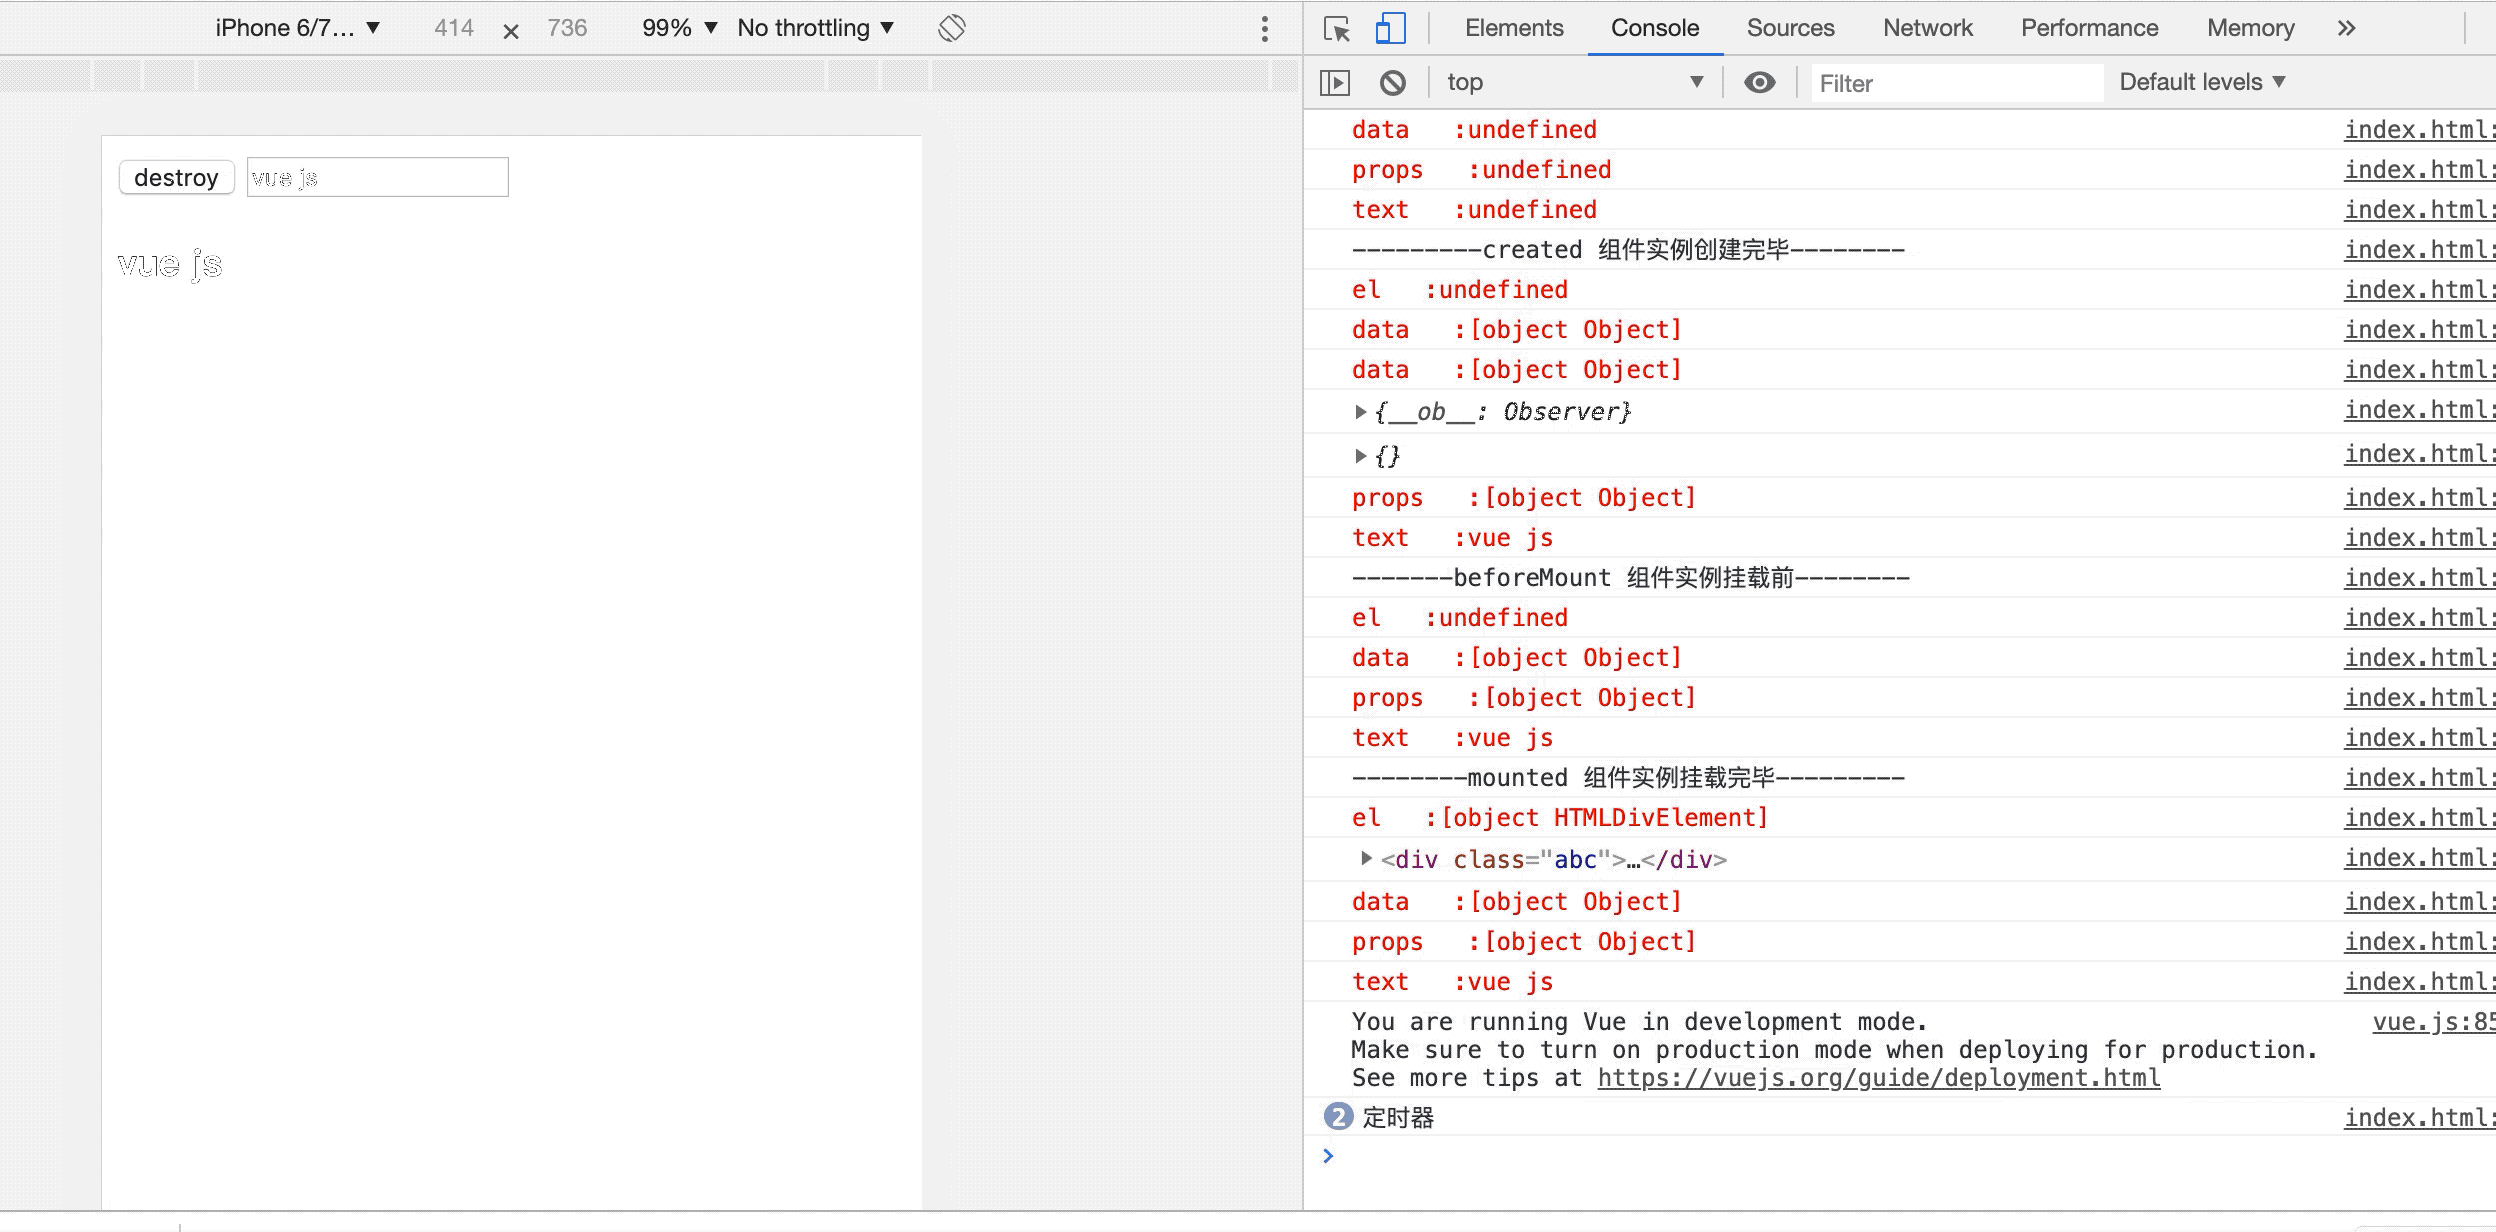 iPhone 6/7… ▼ 414 × 736 99% ▼ No throttling ▼
Elements Console Sources Network Performance Memory »
top ▼ Filter Default levels ▼
destroy vue js
vue js
data :undefined index.html:
props :undefined index.html:
text :undefined index.html:
---------created 组件实例创建完毕-------- index.html:
el :undefined index.html:
data :[object Object] index.html:
data :[object Object] index.html:
▶{__ob__: Observer} index.html:
▶{} index.html:
props :[object Object] index.html:
text :vue js index.html:
-------beforeMount 组件实例挂载前-------- index.html:
el :undefined index.html:
data :[object Object] index.html:
props :[object Object] index.html:
text :vue js index.html:
--------mounted 组件实例挂载完毕--------- index.html:
el :[object HTMLDivElement] index.html:
▶<div class="abc">…</div> index.html:
data :[object Object] index.html:
props :[object Object] index.html:
text :vue js index.html:
You are running Vue in development mode. vue.js:85
Make sure to turn on production mode when deploying for production.
See more tips at https://vuejs.org/guide/deployment.html
2 定时器 index.html:
>